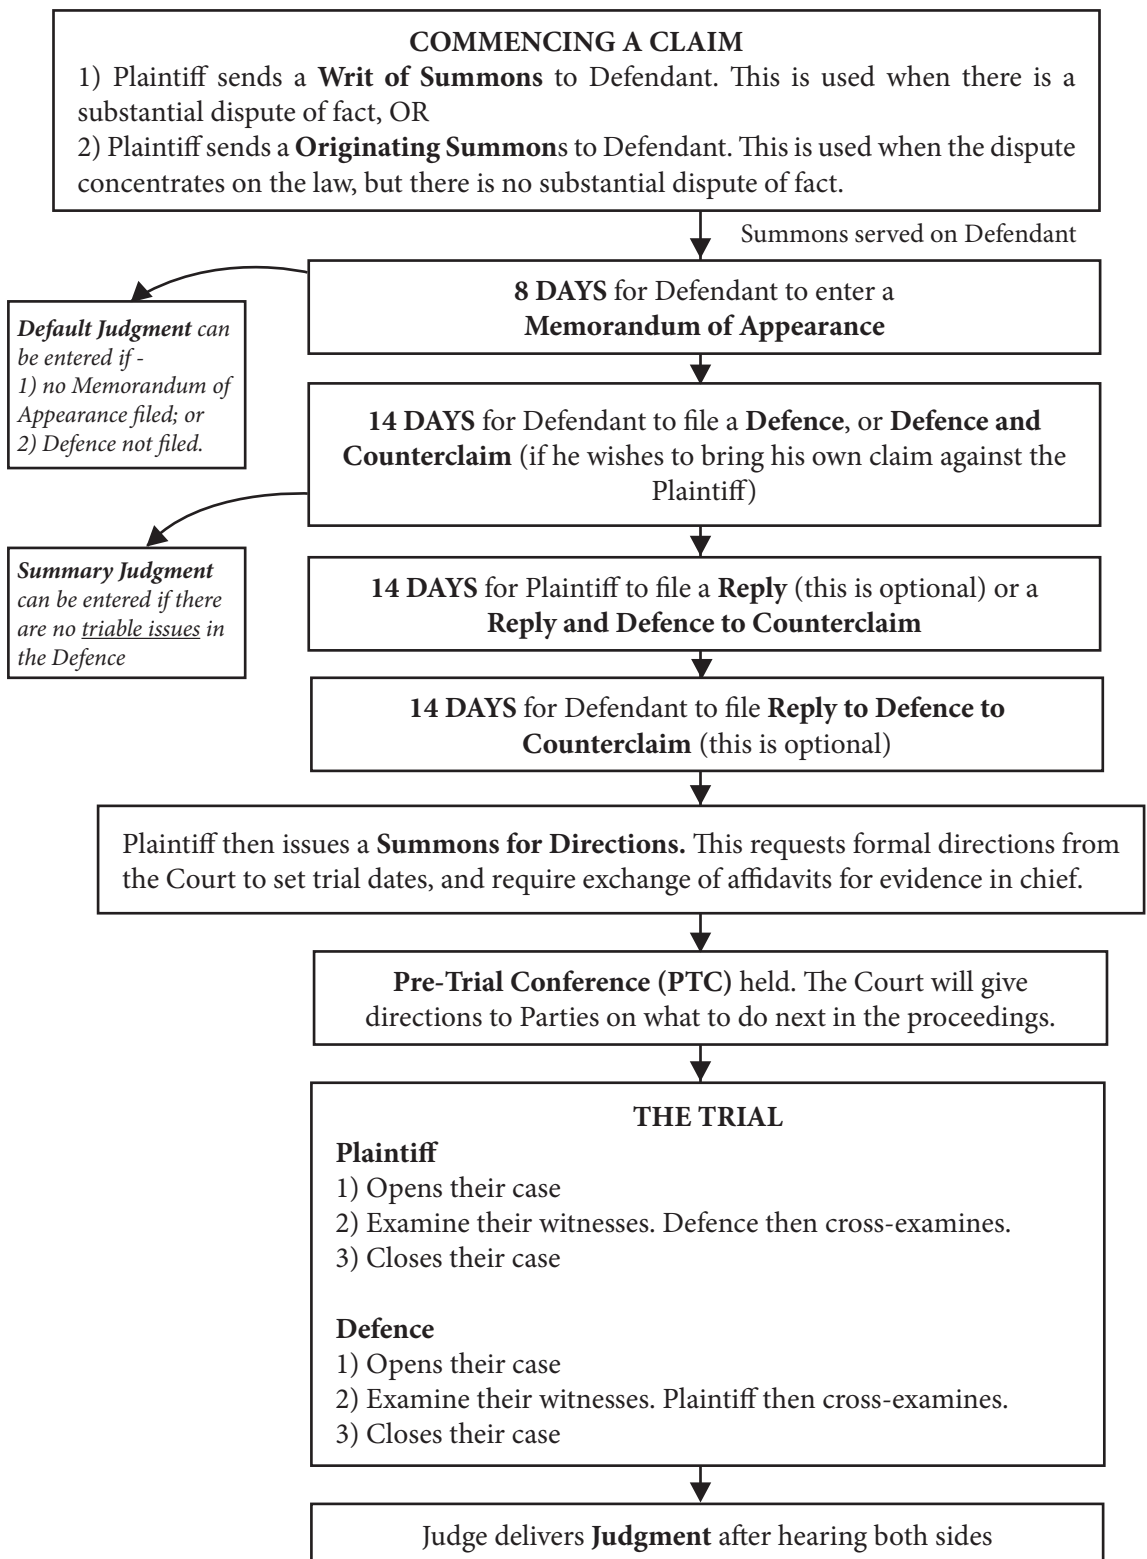 COMMENCING A CLAIM
1) Plaintiff sends a Writ of Summons to Defendant. This is used when there is a
substantial dispute of fact, OR
2) Plaintiff sends a Originating Summons to Defendant. This is used when the dispute
concentrates on the law, but there is no substantial dispute of fact.
Summons served on Defendant
8 DAYS for Defendant to enter a
Memorandum of Appearance
Default Judgment can
be entered if -
1) no Memorandum of
Appearance filed; or
2) Defence not filed.
14 DAYS for Defendant to file a Defence, or Defence and
Counterclaim (if he wishes to bring his own claim against the
Plaintiff)
Summary Judgment
can be entered if there
are no triable issues in
the Defence
14 DAYS for Plaintiff to file a Reply (this is optional) or a
Reply and Defence to Counterclaim
14 DAYS for Defendant to file Reply to Defence to
Counterclaim (this is optional)
Plaintiff then issues a Summons for Directions. This requests formal directions from
the Court to set trial dates, and require exchange of affidavits for evidence in chief.
Pre-Trial Conference (PTC) held. The Court will give
directions to Parties on what to do next in the proceedings.
THE TRIAL
Plaintiff
1) Opens their case
2) Examine their witnesses. Defence then cross-examines.
3) Closes their case
Defence
1) Opens their case
2) Examine their witnesses. Plaintiff then cross-examines.
3) Closes their case
Judge delivers Judgment after hearing both sides